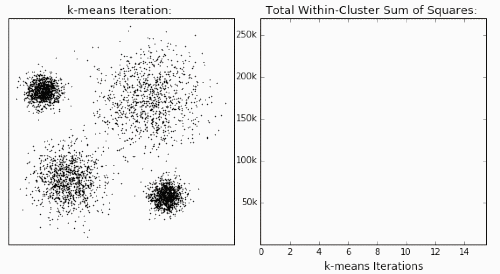 k-means Iteration:
Total Within-Cluster Sum of Squares:
250k
200k
150k
100k
50k
0 2 4 6 8 10 12 14
k-means Iterations